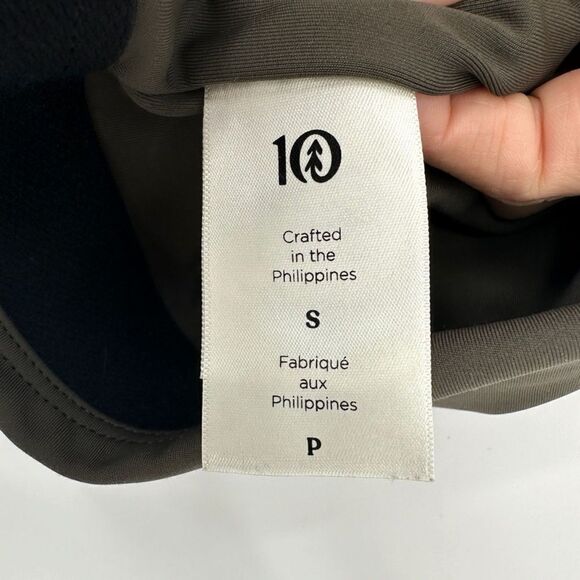 10
Crafted
in the
Philippines
S
Fabriqué
aux
Philippines
P